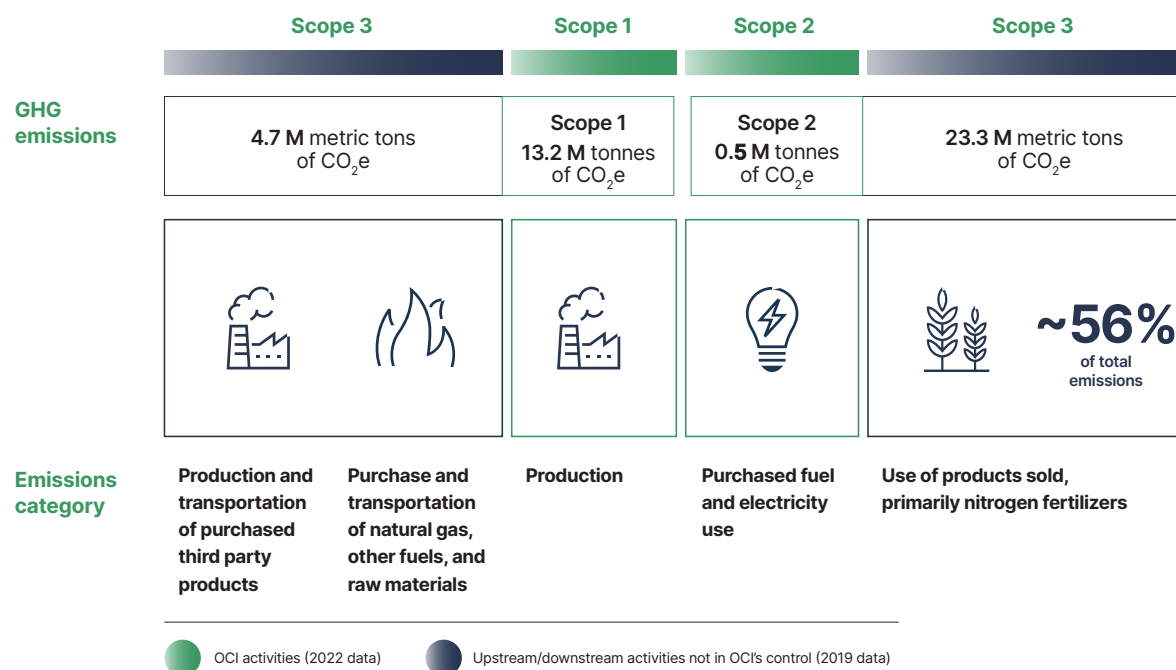 Scope 3
Scope 1
Scope 2
Scope 3
GHG
emissions
4.7 M metric tons
of CO2e
Scope 1
13.2 M tonnes
of CO2e
Scope 2
0.5 M tonnes
of CO2e
23.3 M metric tons
of CO2e
~56%
of total
emissions
Emissions
category
Production and
transportation
of purchased
third party
products
Purchase and
transportation
of natural gas,
other fuels, and
raw materials
Production
Purchased fuel
and electricity
use
Use of products sold,
primarily nitrogen fertilizers
OCI activities (2022 data)
Upstream/downstream activities not in OCI's control (2019 data)